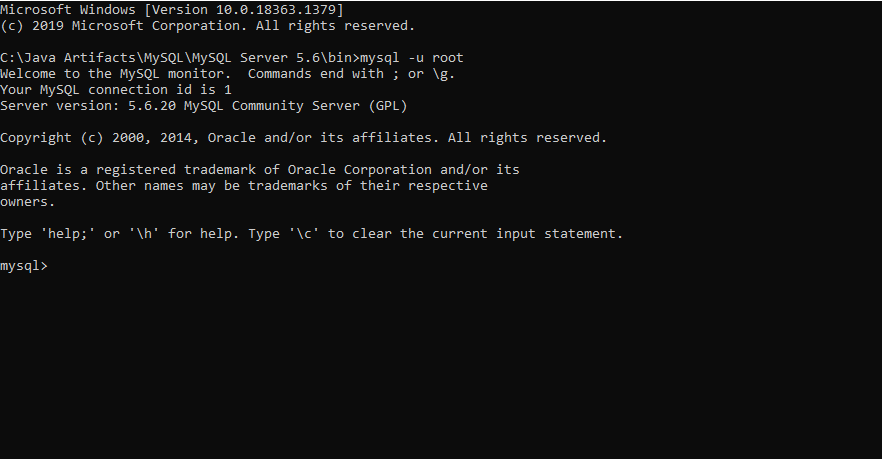 Microsoft Windows [Version 10.0.18363.1379]
(c) 2019 Microsoft Corporation. All rights reserved.
C:\Java Artifacts\MySQL\MySQL Server 5.6\bin>mysql -u root
Welcome to the MySQL monitor.  Commands end with ; or \g.
Your MySQL connection id is 1
Server version: 5.6.20 MySQL Community Server (GPL)
Copyright (c) 2000, 2014, Oracle and/or its affiliates. All rights reserved.
Oracle is a registered trademark of Oracle Corporation and/or its
affiliates. Other names may be trademarks of their respective
owners.
Type 'help;' or '\h' for help. Type '\c' to clear the current input statement.
mysql>